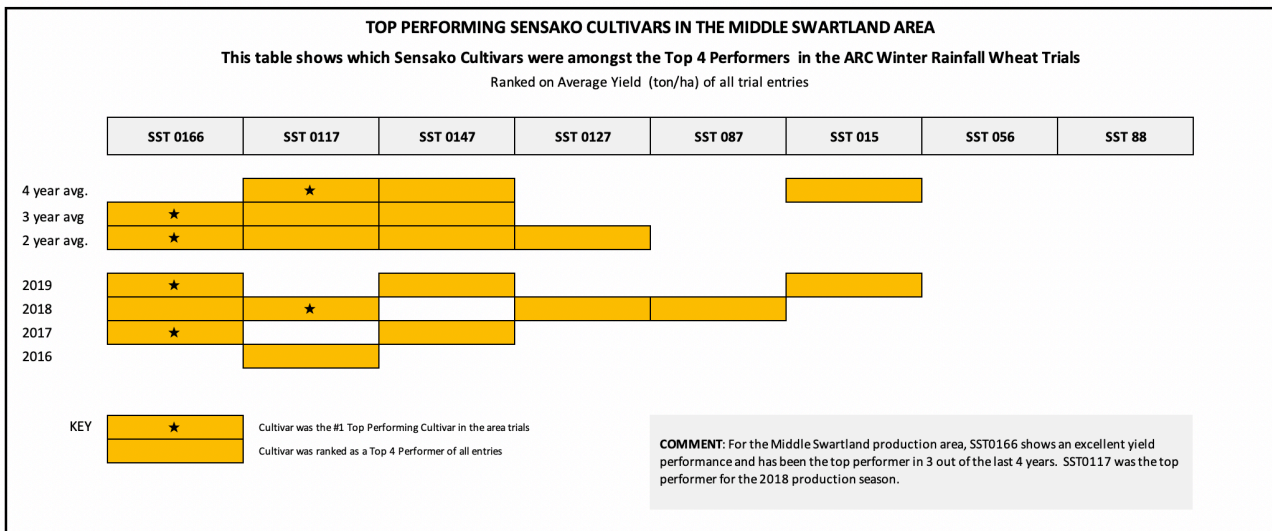 TOP PERFORMING SENSAKO CULTIVARS IN THE MIDDLE SWARTLAND AREA
This table shows which Sensako Cultivars were amongst the Top 4 Performers in the ARC Winter Rainfall Wheat Trials
Ranked on Average Yield (ton/ha) of all trial entries
SST 0166 SST 0117 SST 0147 SST 0127 SST 087 SST 015 SST 056 SST 88
4 year avg. ★
3 year avg ★
2 year avg. ★
2019 ★
2018 ★
2017 ★
2016
KEY ★ Cultivar was the #1 Top Performing Cultivar in the area trials
Cultivar was ranked as a Top 4 Performer of all entries
COMMENT: For the Middle Swartland production area, SST0166 shows an excellent yield
performance and has been the top performer in 3 out of the last 4 years. SST0117 was the top
performer for the 2018 production season.